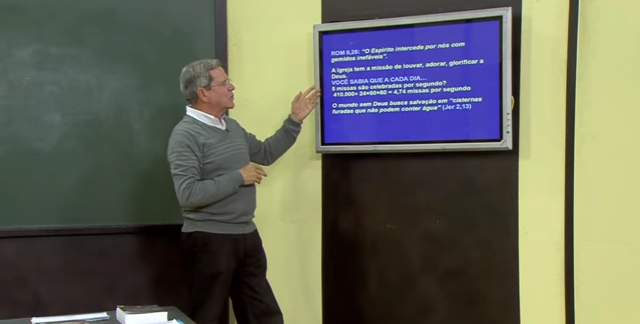 ROM 8,26: "O Espírito intercede por nós com
gemidos inefáveis".
A Igreja tem a missão de louvar, adorar, glorificar a
Deus.
VOCÊ SABIA QUE A CADA DIA...
5 missas são celebradas por segundo?
410.000÷ 24÷60÷60 = 4,74 missas por segundo
O mundo sem Deus busca salvação em "cisternas
furadas que não podem conter água" (Jer 2,13)